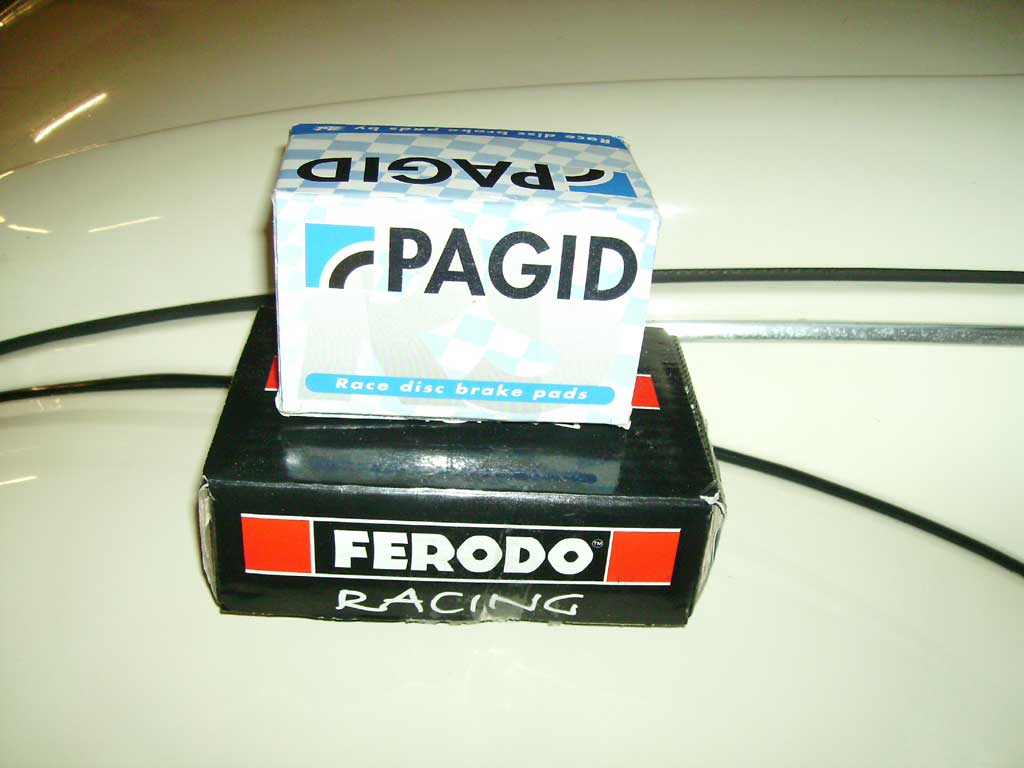 Race disc brake pads by
PAGID
PAGID
Race disc brake pads
FERODO™
RACING